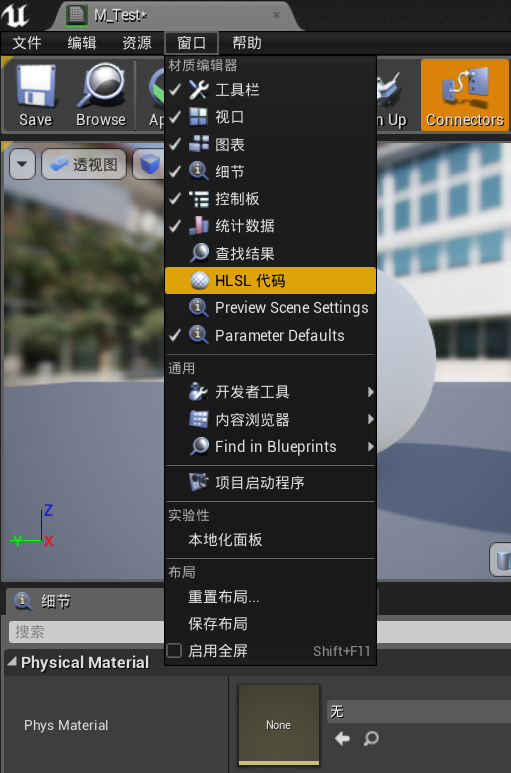 M_Test*
文件 编辑 资源 窗口 帮助
材质编辑器
工具栏
视口
图表
细节
控制板
统计数据
查找结果
HLSL 代码
Preview Scene Settings
Parameter Defaults
通用
开发者工具
内容浏览器
Find in Blueprints
项目启动程序
实验性
本地化面板
布局
重置布局...
保存布局
启用全屏 Shift+F11
Save Browse Ap n Up Connectors
透视图
Z
Y X
细节
搜索
Physical Material
Phys Material
None
无